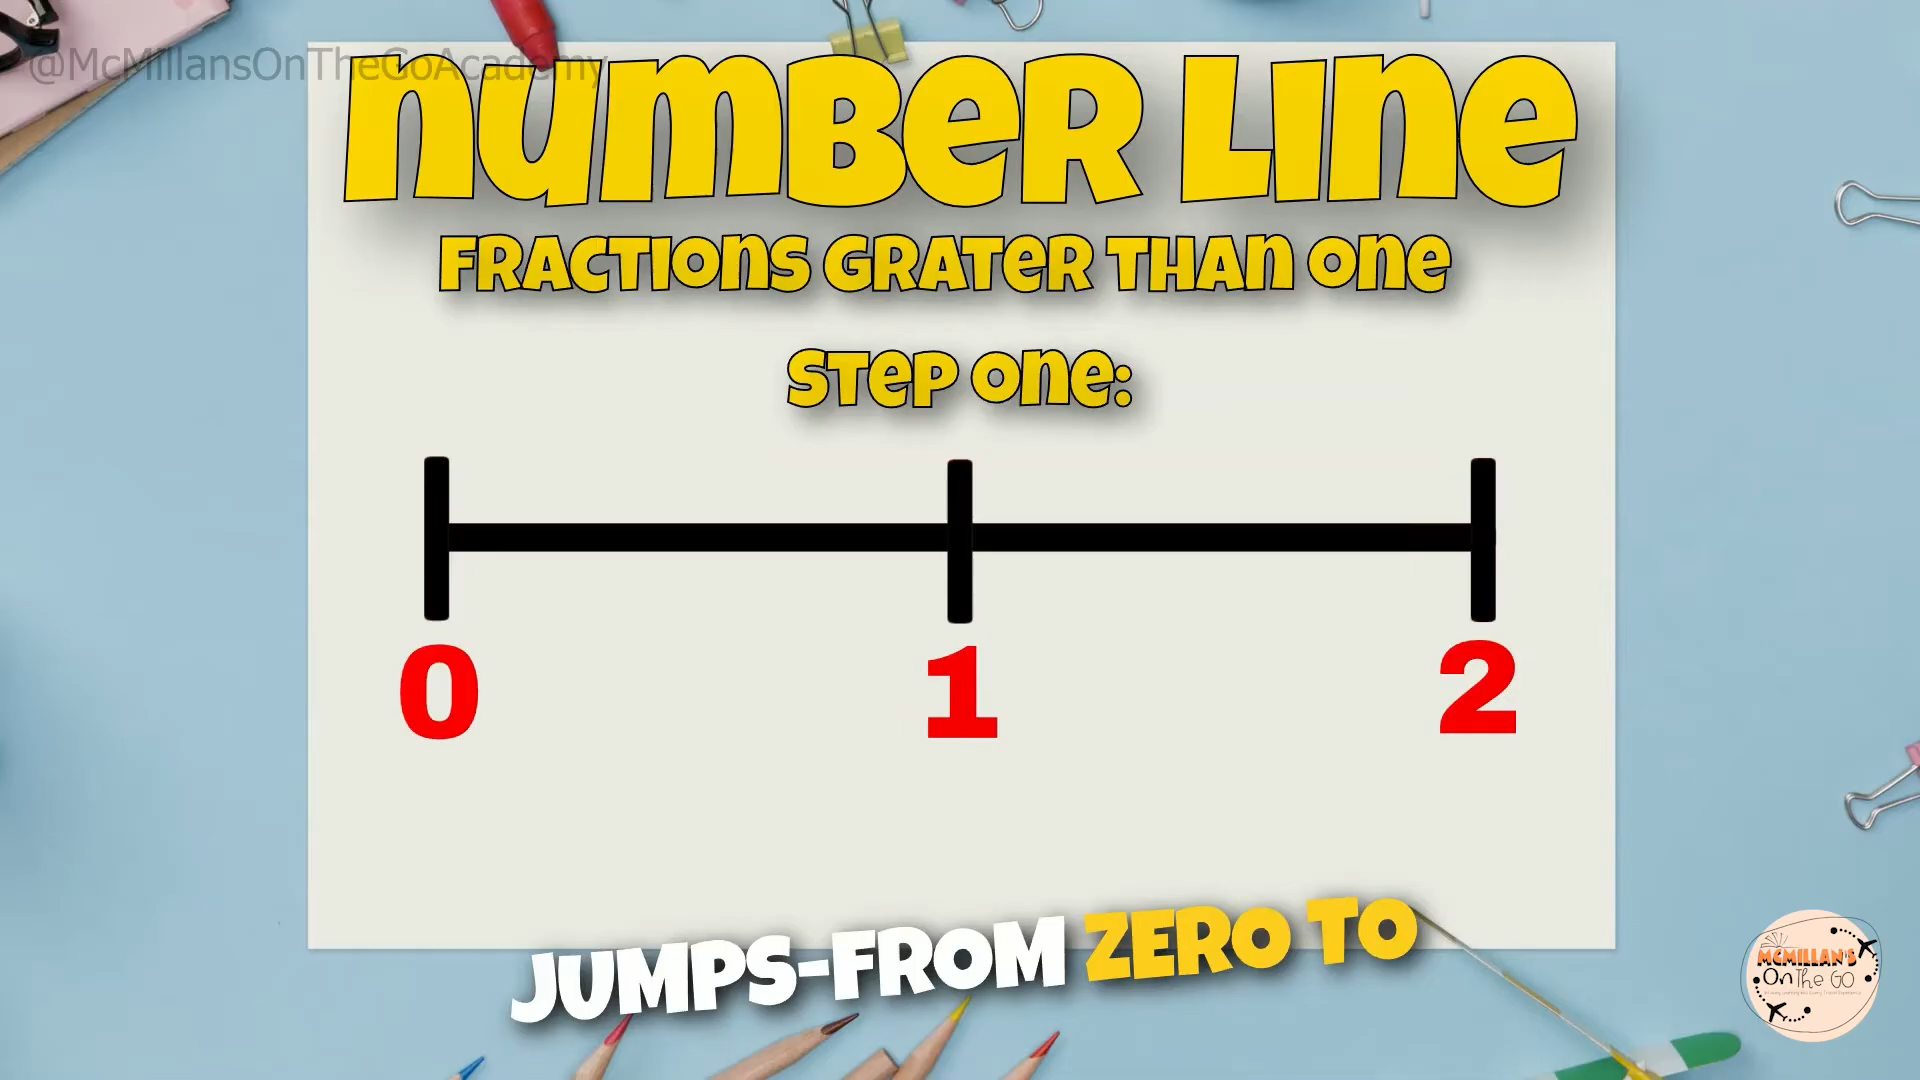 @McMillansOnTheGoAcademy
number Line
Fractions Grater Than One
Step One:
0 1 2
JUMPS-FROM ZERO TO
MCMILLAN'S
On The GO